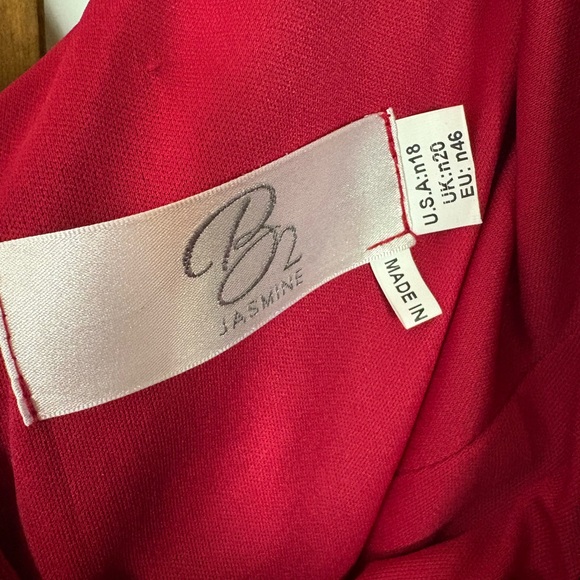 B2
JASMINE
U.S.A:n18
UK:n20
EU: n46
MADE IN